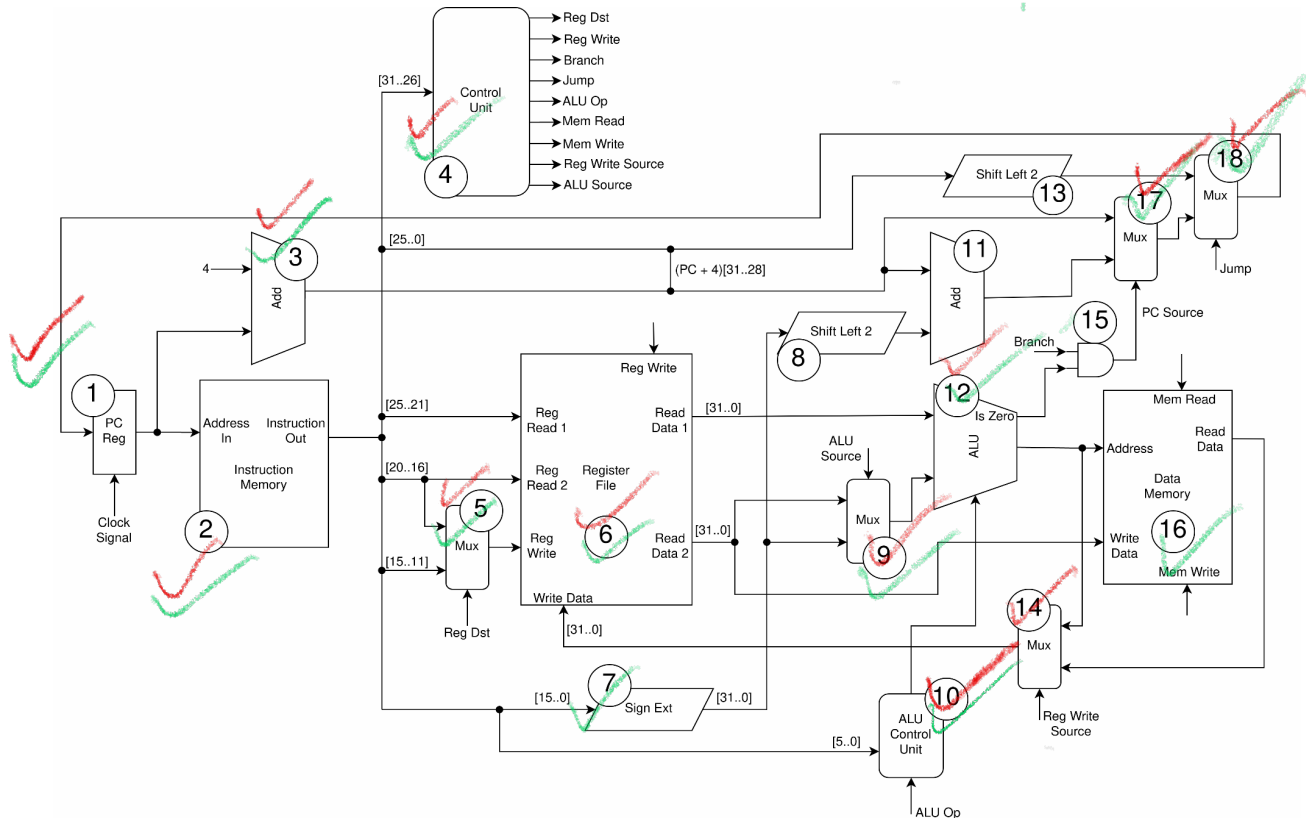 Reg Dst
Reg Write
Branch
Jump
ALU Op
Mem Read
Mem Write
Reg Write Source
ALU Source
[31..26]
Control
Unit
4
18
Shift Left 2
13
17
Mux
Mux
Jump
3
[25..0]
4
Add
(PC + 4)[31..28]
11
Add
PC Source
15
Branch
Shift Left 2
8
1
PC
Reg
Clock
Signal
Address
In
Instruction
Out
Instruction
Memory
2
Reg Write
[25..21]
Reg
Read 1
Read
Data 1
[31..0]
[20..16]
Reg
Read 2
Register
File
6
5
Mux
Reg
Write
Read
Data 2
[31..0]
[15..11]
Write Data
Reg Dst
[31..0]
ALU
Source
Mux
9
12
Is Zero
ALU
Mem Read
Address
Read
Data
Data
Memory
16
Write
Data
Mem Write
14
Mux
Reg Write
Source
7
[15..0]
Sign Ext
[31..0]
10
ALU
Control
Unit
[5..0]
ALU Op